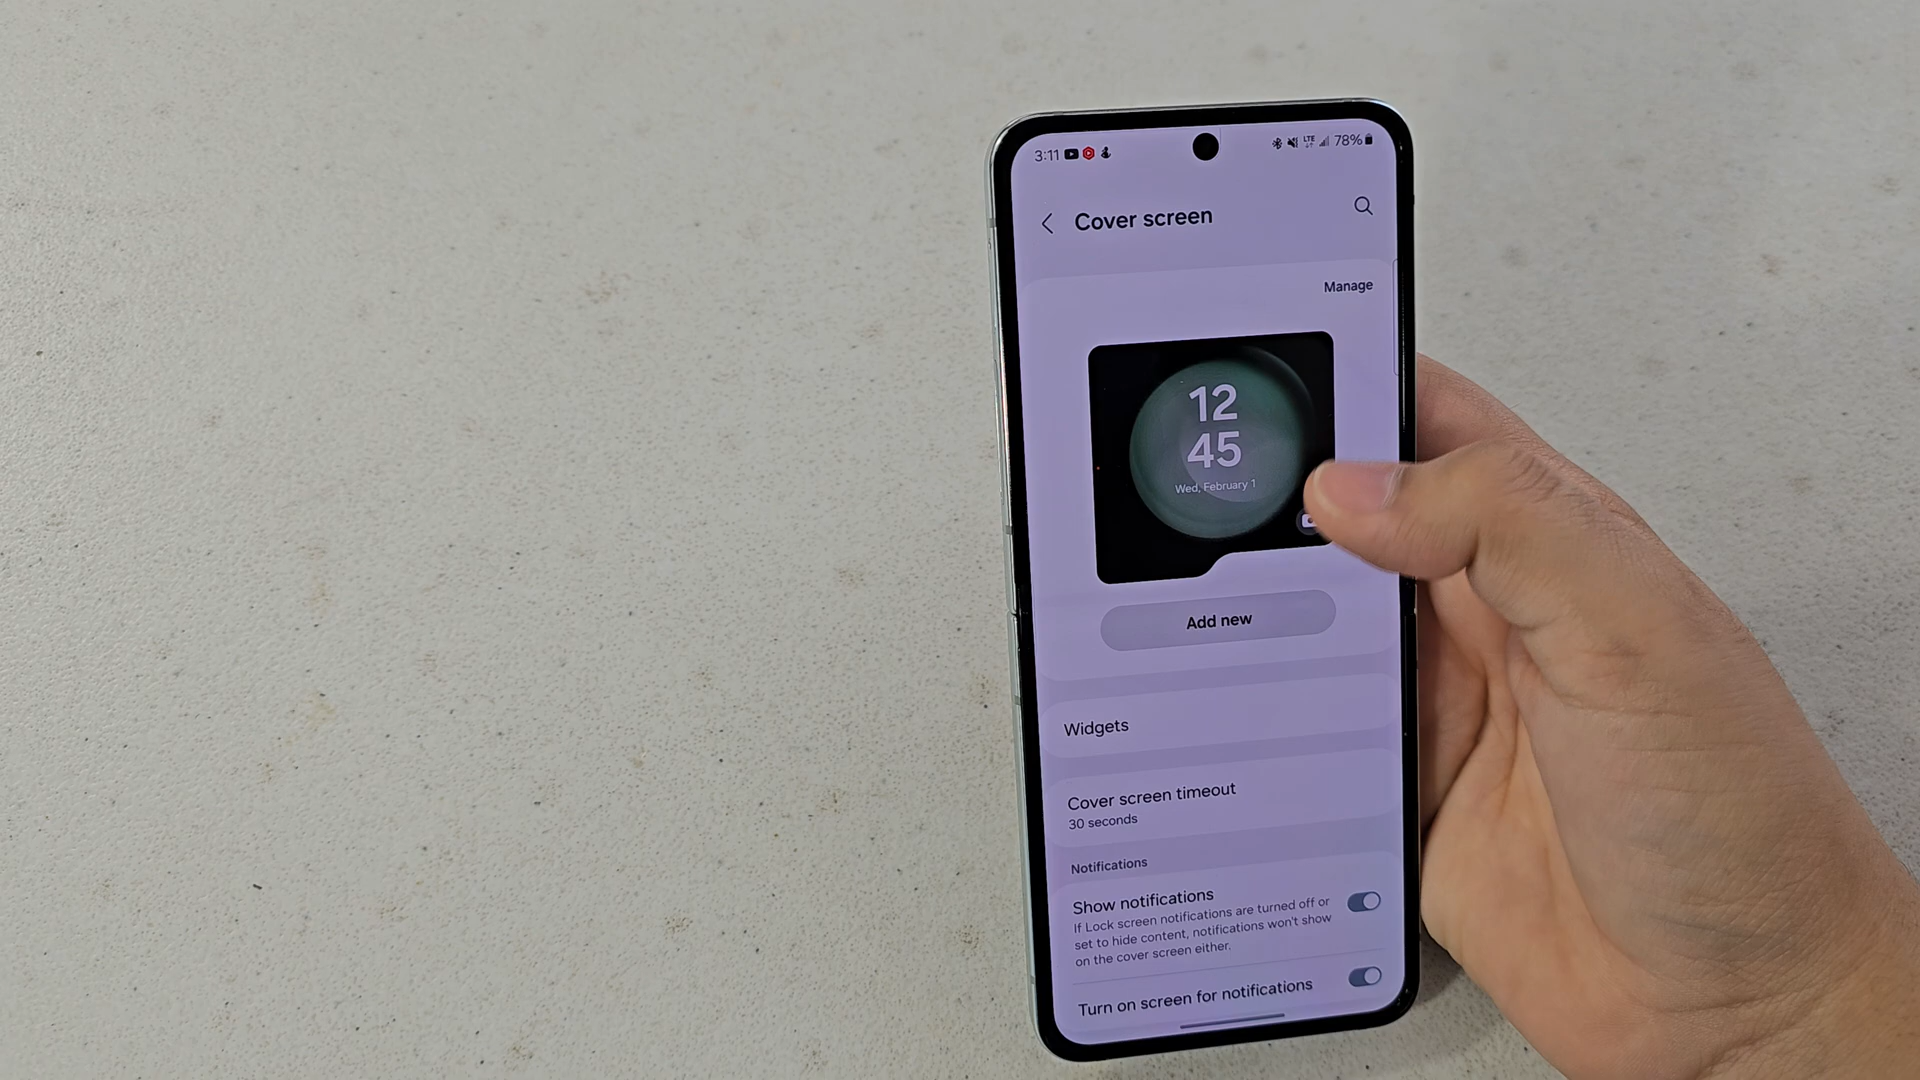 3:11
LTE
78%
Cover screen
Manage
12
45
Wed, February 1
Add new
Widgets
Cover screen timeout
30 seconds
Notifications
Show notifications
If Lock screen notifications are turned off or
set to hide content, notifications won't show
on the cover screen either.
Turn on screen for notifications